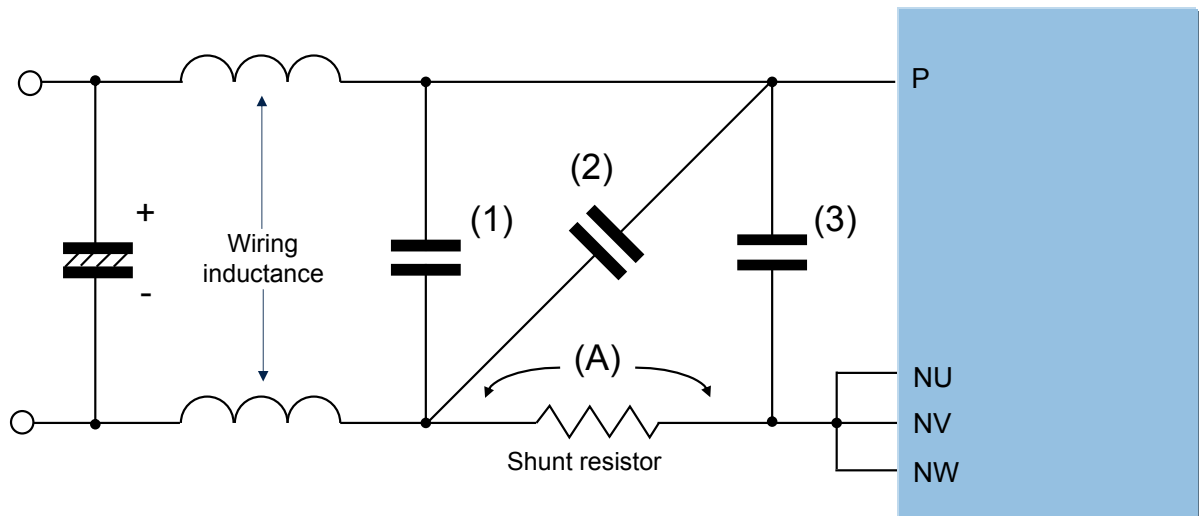 P
(2)
(1)
(3)
+
Wiring
inductance
-
(A)
NU
NV
Shunt resistor
NW